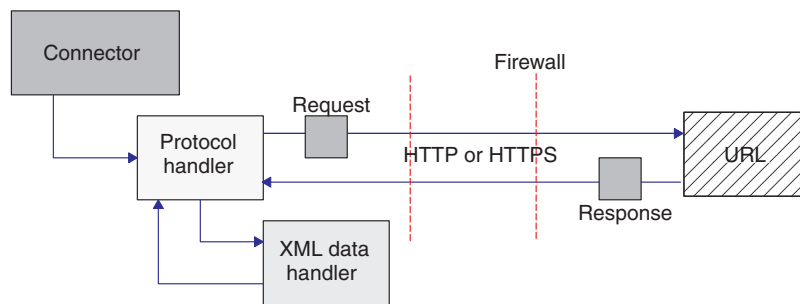 Connector
Firewall
Request
Protocol
handler
HTTP or HTTPS
URL
Response
XML data
handler